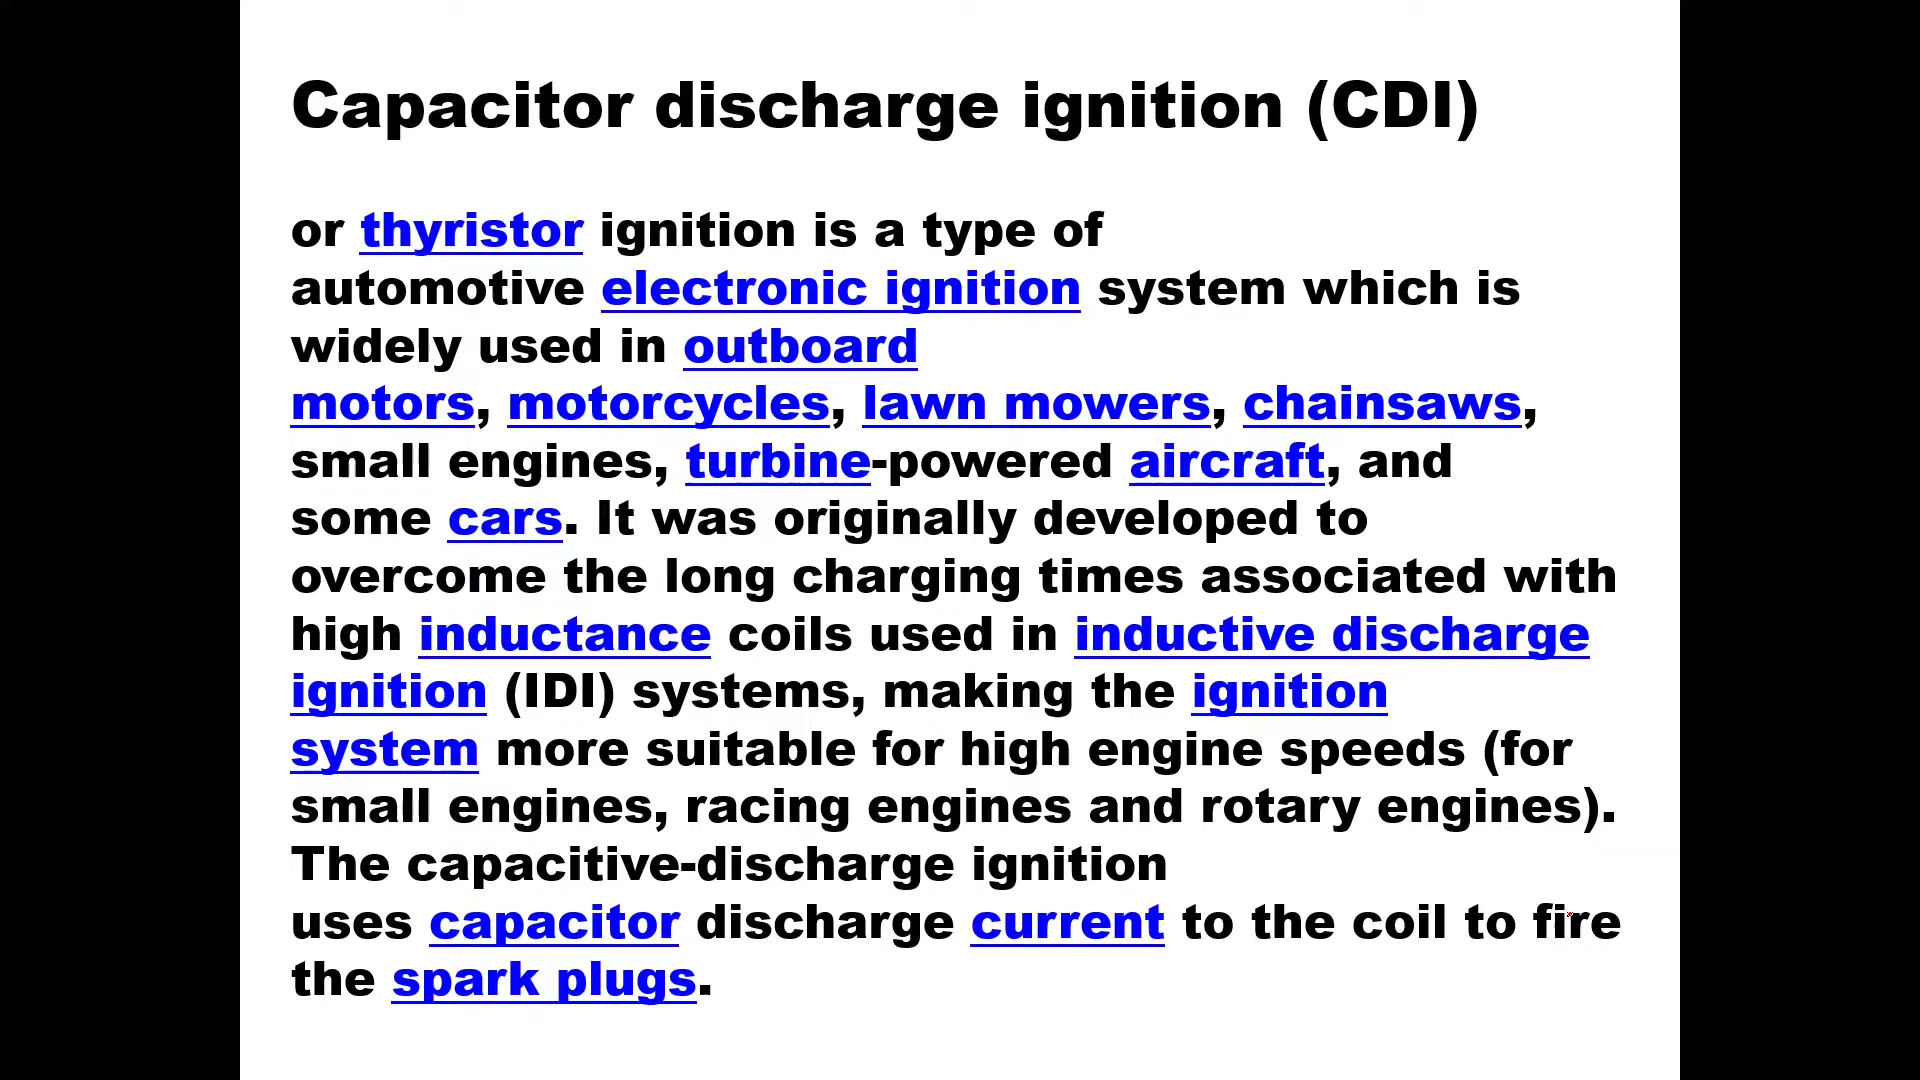 Capacitor discharge ignition (CDI)
or thyristor ignition is a type of
automotive electronic ignition system which is
widely used in outboard
motors, motorcycles, lawn mowers, chainsaws,
small engines, turbine-powered aircraft, and
some cars. It was originally developed to
overcome the long charging times associated with
high inductance coils used in inductive discharge
ignition (IDI) systems, making the ignition
system more suitable for high engine speeds (for
small engines, racing engines and rotary engines).
The capacitive-discharge ignition
uses capacitor discharge current to the coil to fire
the spark plugs.